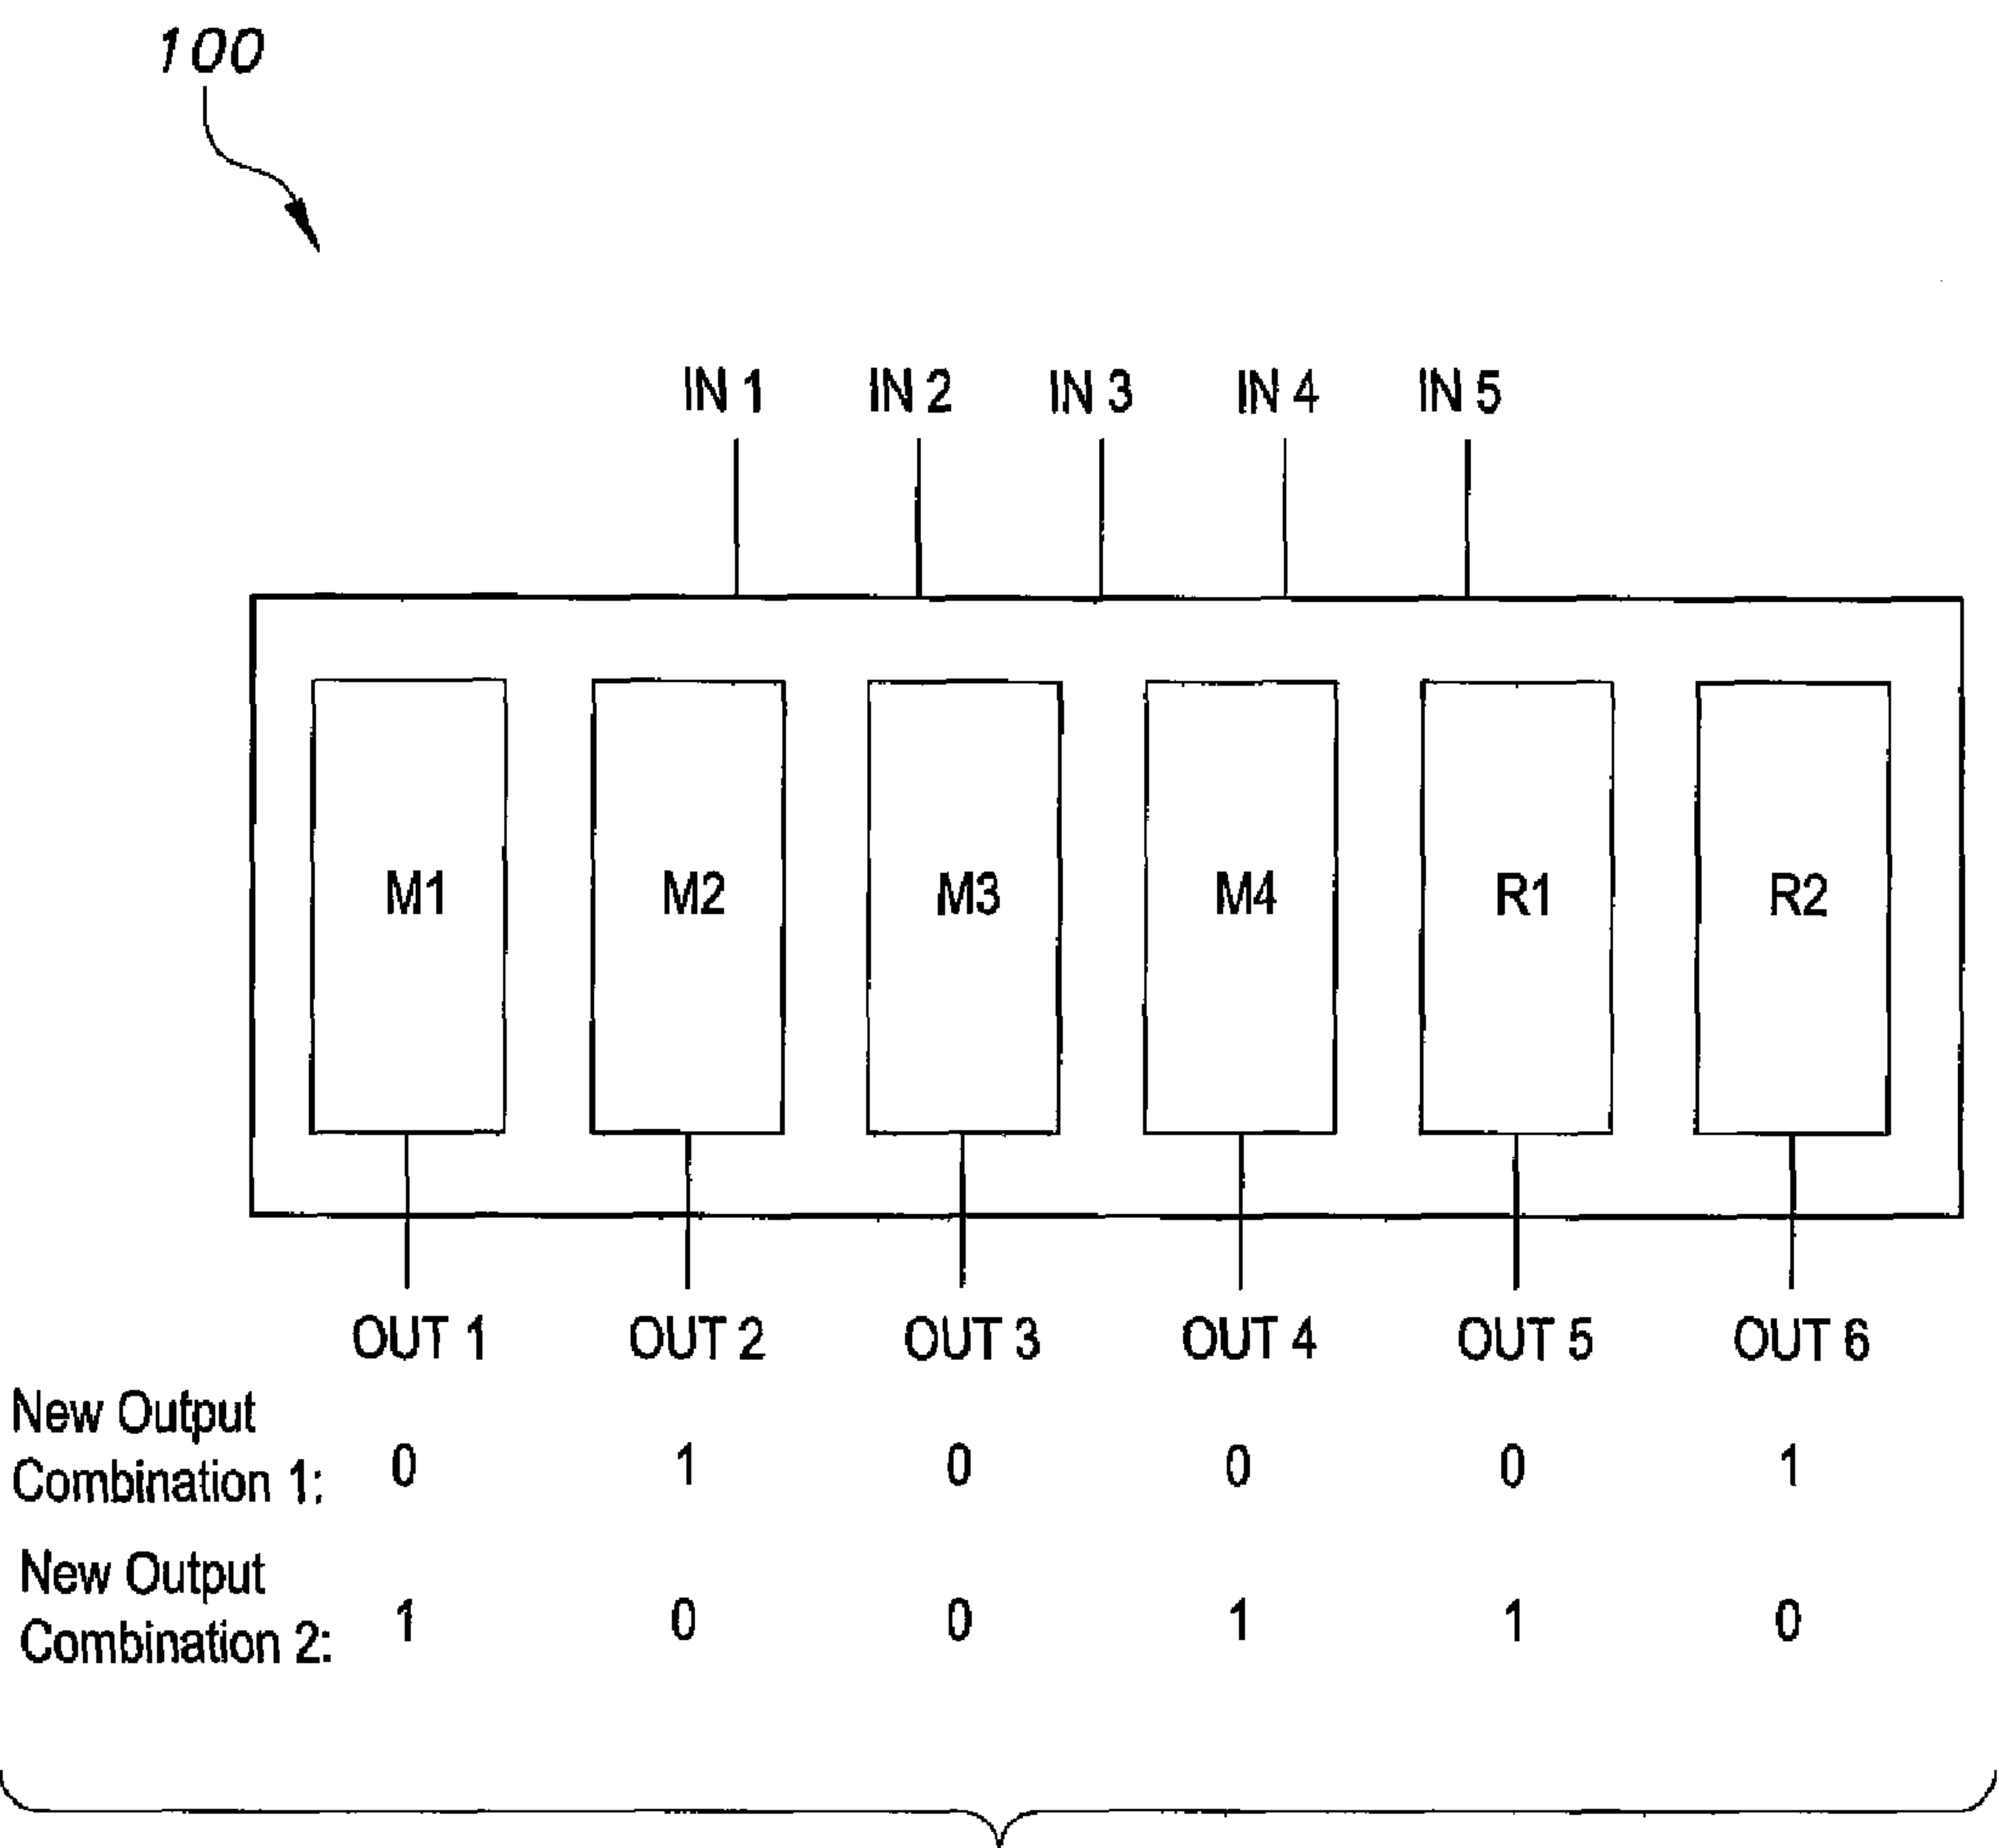 100
IN 1 IN 2 IN 3 IN 4 IN 5
M1 M2 M3 M4 R1 R2
OUT 1 OUT 2 OUT 3 OUT 4 OUT 5 OUT 6
New Output
Combination 1: 0 1 0 0 0 1
New Output
Combination 2: 1 0 0 1 1 0